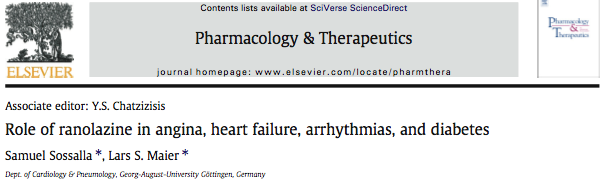 Contents lists available at SciVerse ScienceDirect
Pharmacology & Therapeutics
journal homepage: www.elsevier.com/locate/pharmthera
ELSEVIER
Pharmacology
&
Therapeutics
Associate editor: Y.S. Chatzizisis
Role of ranolazine in angina, heart failure, arrhythmias, and diabetes
Samuel Sossalla *, Lars S. Maier *
Dept. of Cardiology & Pneumology, Georg-August-University Göttingen, Germany